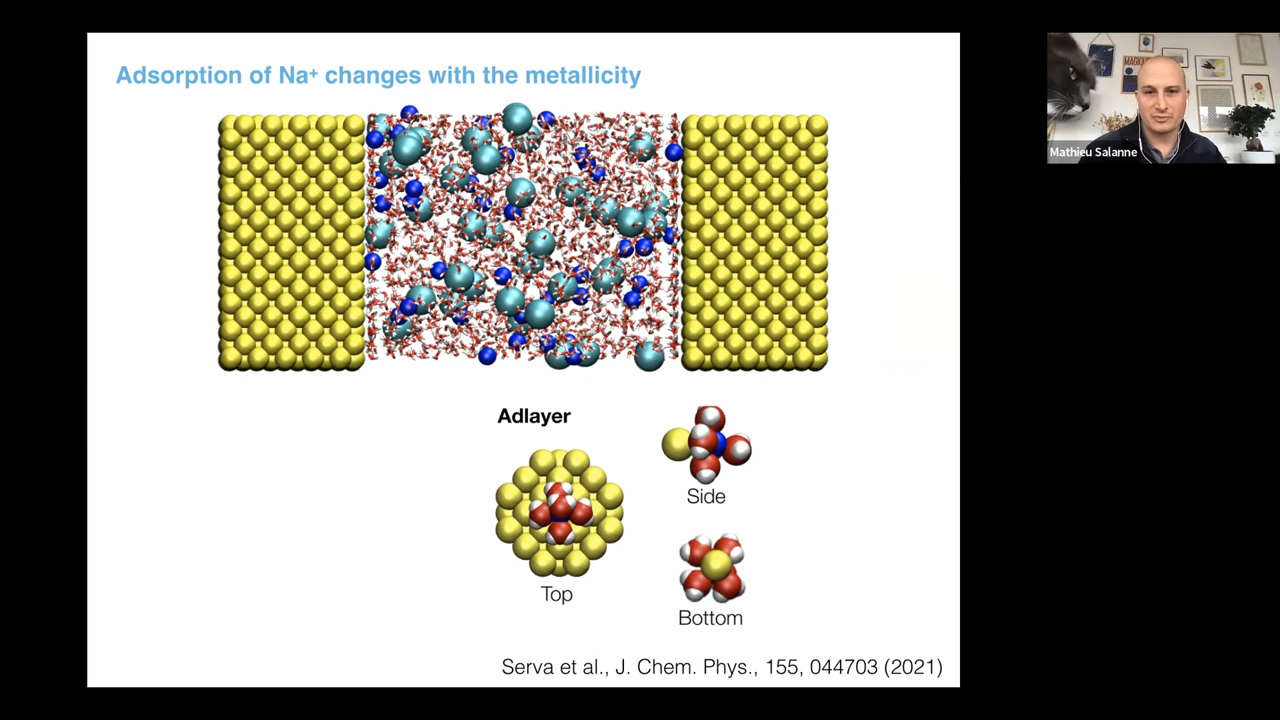 Adsorption of Na⁺ changes with the metallicity
MAGIQUE
Mathieu Salanne
Adlayer
Side
Top
Bottom
Serva et al., J. Chem. Phys., 155, 044703 (2021)